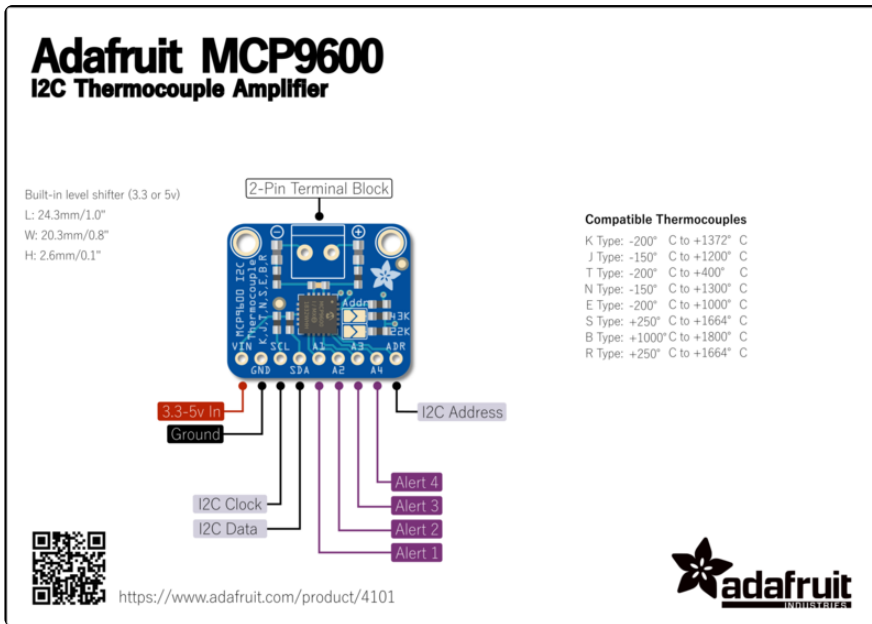 Adafruit MCP9600
I2C Thermocouple Amplifier
Built-in level shifter (3.3 or 5v)
L: 24.3mm/1.0"
W: 20.3mm/0.8"
H: 2.6mm/0.1"
2-Pin Terminal Block
Compatible Thermocouples
K Type: -200° C to +1372° C
J Type: -150° C to +1200° C
T Type: -200° C to +400° C
N Type: -150° C to +1300° C
E Type: -200° C to +1000° C
S Type: +250° C to +1664° C
B Type: +1000° C to +1800° C
R Type: +250° C to +1664° C
MCP9600 I2C
Thermocouple
K,J,T,N,S,E,B,R
Addr
43K
22K
VIN SCL A1 A3 ADR
GND SDA A2 A4
3.3-5v In
Ground
I2C Address
I2C Clock
I2C Data
Alert 4
Alert 3
Alert 2
Alert 1
https://www.adafruit.com/product/4101
adafruit
INDUSTRIES